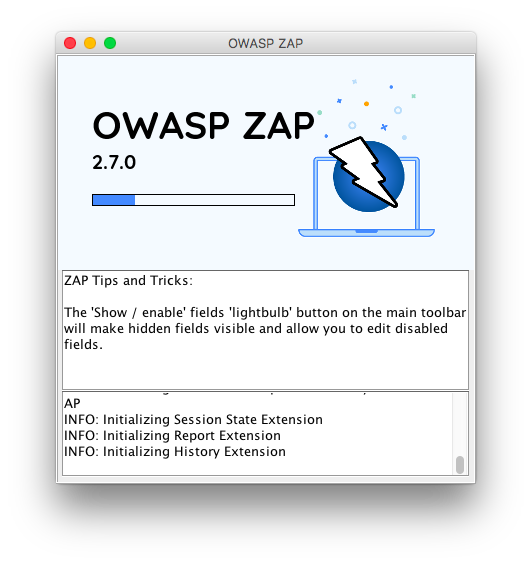 OWASP ZAP
OWASP ZAP
2.7.0
ZAP Tips and Tricks:
The 'Show / enable' fields 'lightbulb' button on the main toolbar
will make hidden fields visible and allow you to edit disabled
fields.
AP
INFO: Initializing Session State Extension
INFO: Initializing Report Extension
INFO: Initializing History Extension